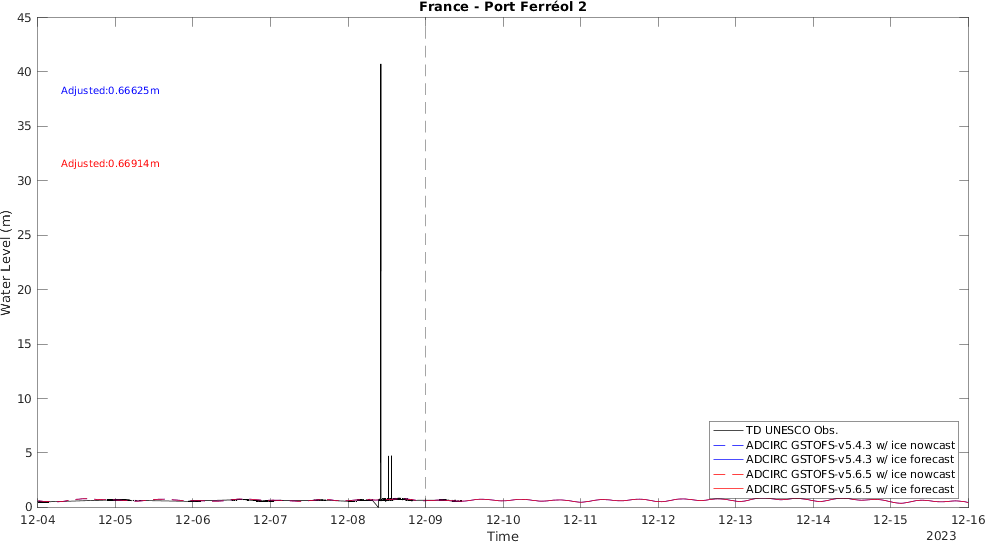 France - Port Ferréol 2
45
40
35
30
25
20
15
10
5
0
Water Level (m)
Adjusted:0.66625m
Adjusted:0.66914m
TD UNESCO Obs.
ADCIRC GSTOFS-v5.4.3 w/ ice nowcast
ADCIRC GSTOFS-v5.4.3 w/ ice forecast
ADCIRC GSTOFS-v5.6.5 w/ ice nowcast
ADCIRC GSTOFS-v5.6.5 w/ ice forecast
12-04 12-05 12-06 12-07 12-08 12-09 12-10 12-11 12-12 12-13 12-14 12-15 12-16
Time
2023